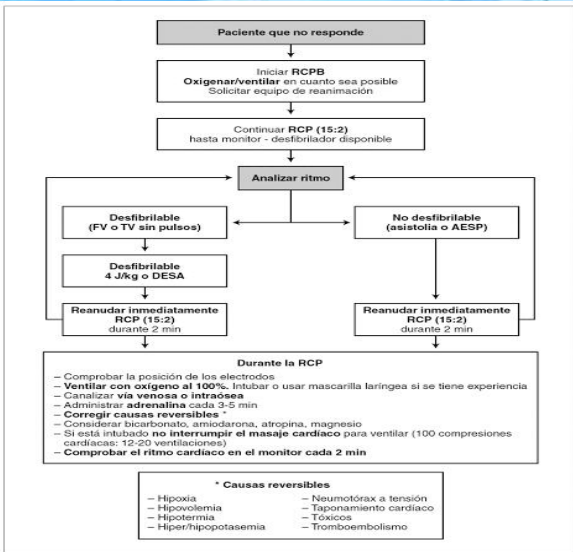 Paciente que no responde
Iniciar RCPB
Oxigenar/ventilar en cuanto sea posible
Solicitar equipo de reanimación
Continuar RCP (15:2)
hasta monitor - desfibrilador disponible
Analizar ritmo
Desfibrilable
(FV o TV sin pulsos)
No desfibrilable
(asistolia o AESP)
Desfibrilable
4 J/kg o DESA
Reanudar inmediatamente
RCP (15:2)
durante 2 min
Reanudar inmediatamente
RCP (15:2)
durante 2 min
Durante la RCP
– Comprobar la posición de los electrodos
– Ventilar con oxígeno al 100%. Intubar o usar mascarilla laríngea si se tiene experiencia
– Canalizar vía venosa o intraósea
– Administrar adrenalina cada 3-5 min
– Corregir causas reversibles *
– Considerar bicarbonato, amiodarona, atropina, magnesio
– Si está intubado no interrumpir el masaje cardíaco para ventilar (100 compresiones
cardíacas: 12-20 ventilaciones)
– Comprobar el ritmo cardíaco en el monitor cada 2 min
* Causas reversibles
– Hipoxia
– Hipovolemia
– Hipotermia
– Hiper/hipopotasemia
– Neumotórax a tensión
– Taponamiento cardíaco
– Tóxicos
– Tromboembolismo